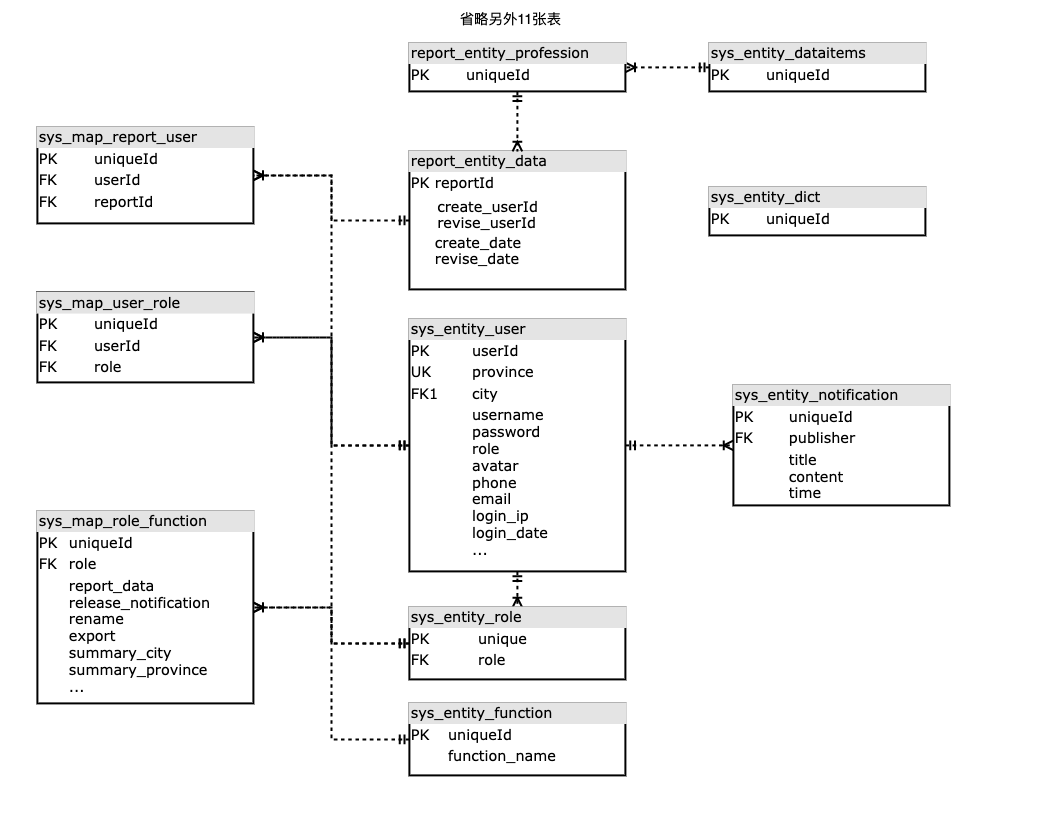 省略另外11张表
report_entity_profession
PK uniqueId
sys_entity_dataitems
PK uniqueId
sys_map_report_user
PK uniqueId
FK userId
FK reportId
report_entity_data
PK reportId
create_userId
revise_userId
create_date
revise_date
sys_entity_dict
PK uniqueId
sys_map_user_role
PK uniqueId
FK userId
FK role
sys_entity_user
PK userId
UK province
FK1 city
username
password
role
avatar
phone
email
login_ip
login_date
...
sys_entity_notification
PK uniqueId
FK publisher
title
content
time
sys_map_role_function
PK uniqueId
FK role
report_data
release_notification
rename
export
summary_city
summary_province
...
sys_entity_role
PK unique
FK role
sys_entity_function
PK uniqueId
function_name